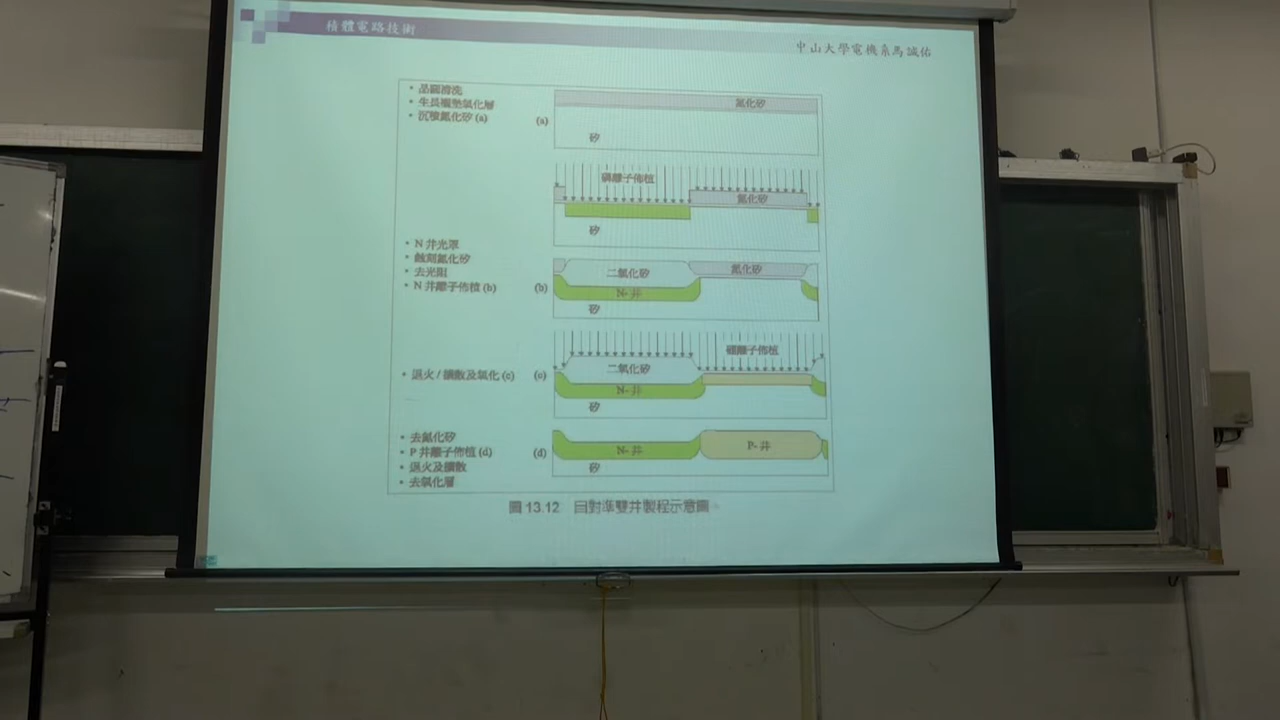 積體電路技術
中山大學電機系馬誠佑
• 晶圓清洗
• 生長襯墊氧化層
• 沉積氮化矽 (a)
(a)
氮化矽
矽
磷離子佈植
氮化矽
矽
• N 井光罩
• 蝕刻氮化矽
• 去光阻
• N 井離子佈植 (b)
(b)
二氧化矽
氮化矽
N- 井
矽
• 退火 / 擴散及氧化 (c)
(c)
硼離子佈植
二氧化矽
N- 井
矽
• 去氮化矽
• P 井離子佈植 (d)
• 退火及擴散
• 去氧化層
(d)
N- 井
P- 井
矽
圖 13.12 自對準雙井製程示意圖。